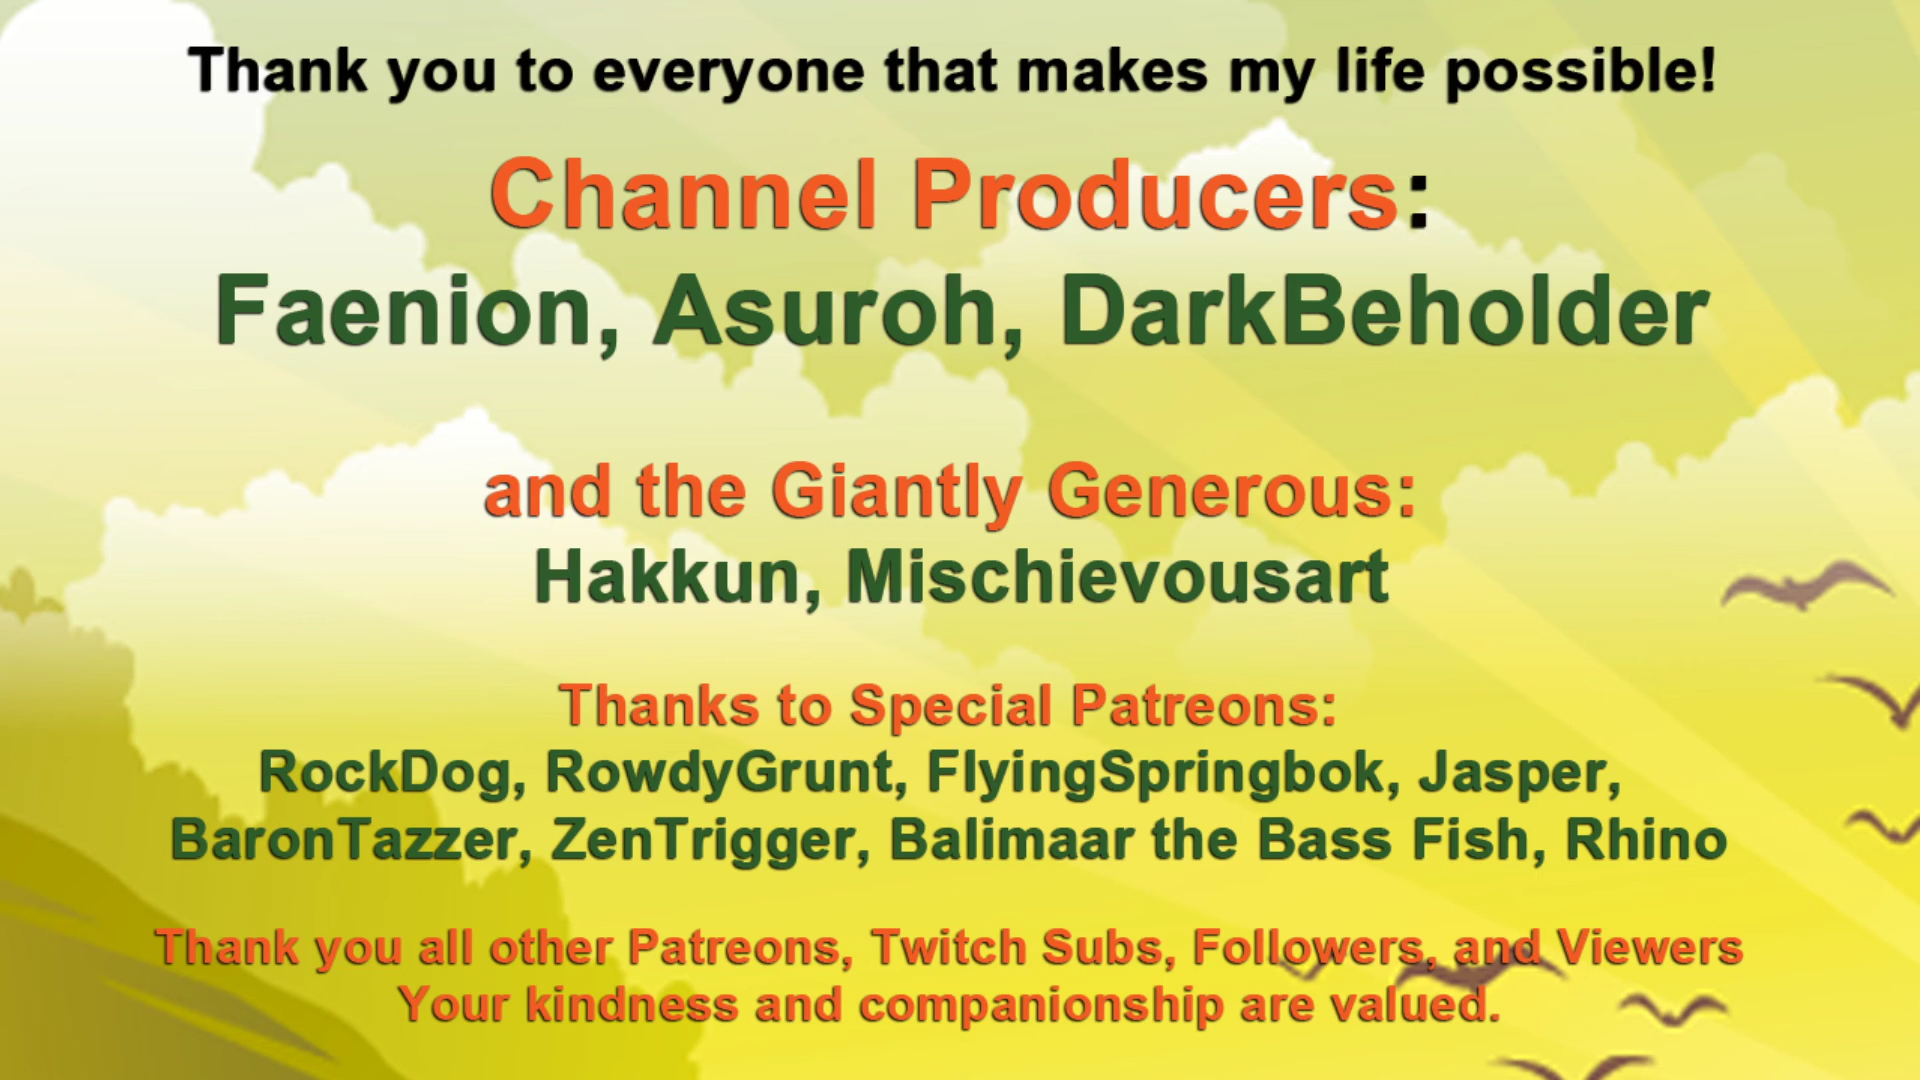 Thank you to everyone that makes my life possible!
Channel Producers:
Faenion, Asuroh, DarkBeholder
and the Giantly Generous:
Hakkun, Mischievousart
Thanks to Special Patreons:
RockDog, RowdyGrunt, FlyingSpringbok, Jasper,
BaronTazzer, ZenTrigger, Balimaar the Bass Fish, Rhino
Thank you all other Patreons, Twitch Subs, Followers, and Viewers
Your kindness and companionship are valued.